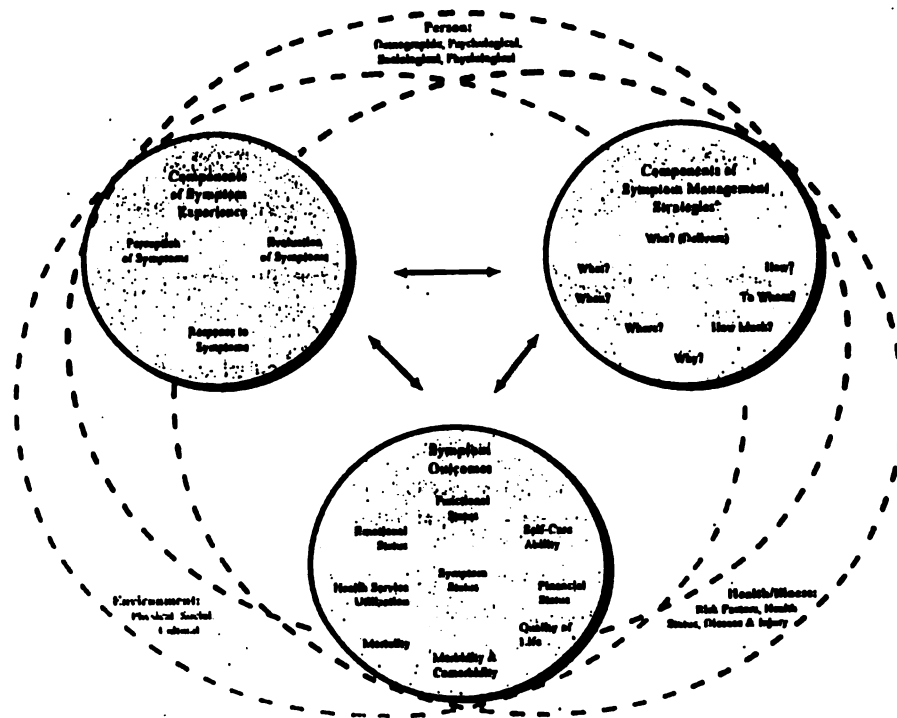 Person:
Demographic, Psychological,
Sociological, Physiological
Components
of Symptom
Experience
Perception
of Symptoms
Evaluation
of Symptoms
Response to
Symptoms
Components of
Symptom Management
Strategies
Who? (Delivers)
What?
How?
When?
To Whom?
Where?
How Much?
Why?
Symptom
Outcomes
Functional
Status
Emotional
Status
Self-Care
Ability
Health Service
Utilization
Symptom
Status
Financial
Status
Mortality
Quality of
Life
Morbidity &
Comorbidity
Environment:
Physical Social
Cultural
Health/Illness:
Risk Factors, Health
Status, Disease & Injury